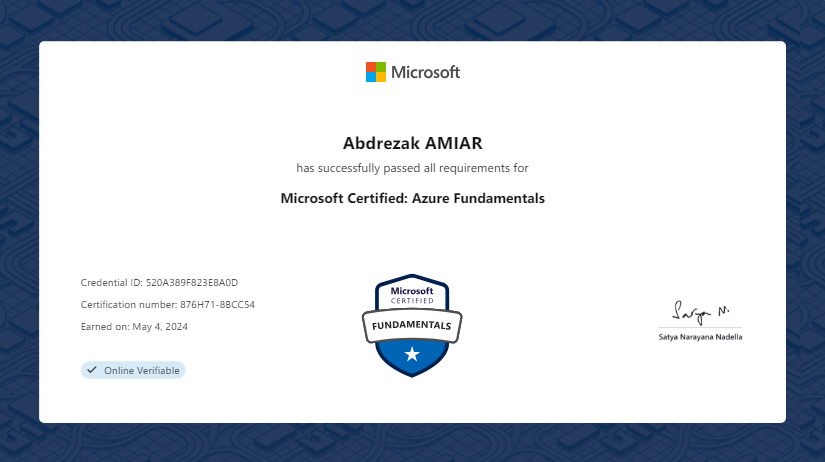 Microsoft
Abdrezak AMIAR
has successfully passed all requirements for
Microsoft Certified: Azure Fundamentals
Credential ID: 520A389F823E8A0D
Certification number: 876H71-8BCC54
Earned on: May 4, 2024
Online Verifiable
Microsoft
CERTIFIED
FUNDAMENTALS
Satya N.
Satya Narayana Nadella